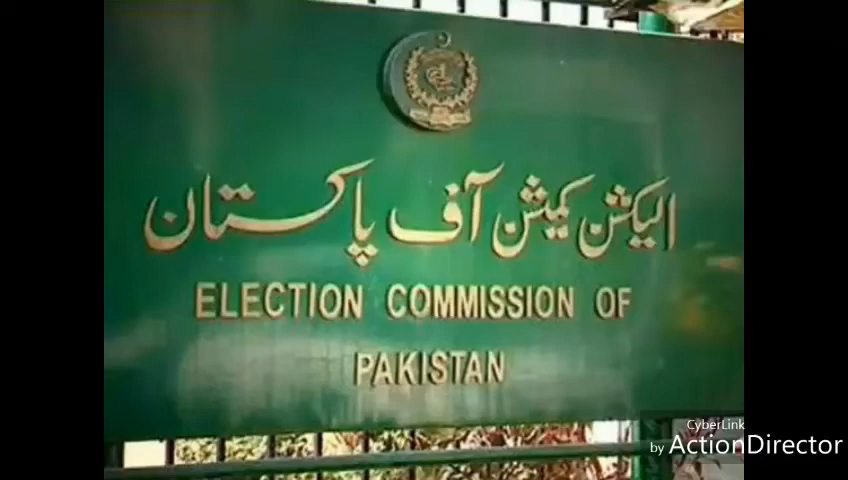 الیکشن کمیشن آف پاکستان
ELECTION COMMISSION OF
PAKISTAN
CyberLink
by ActionDirector